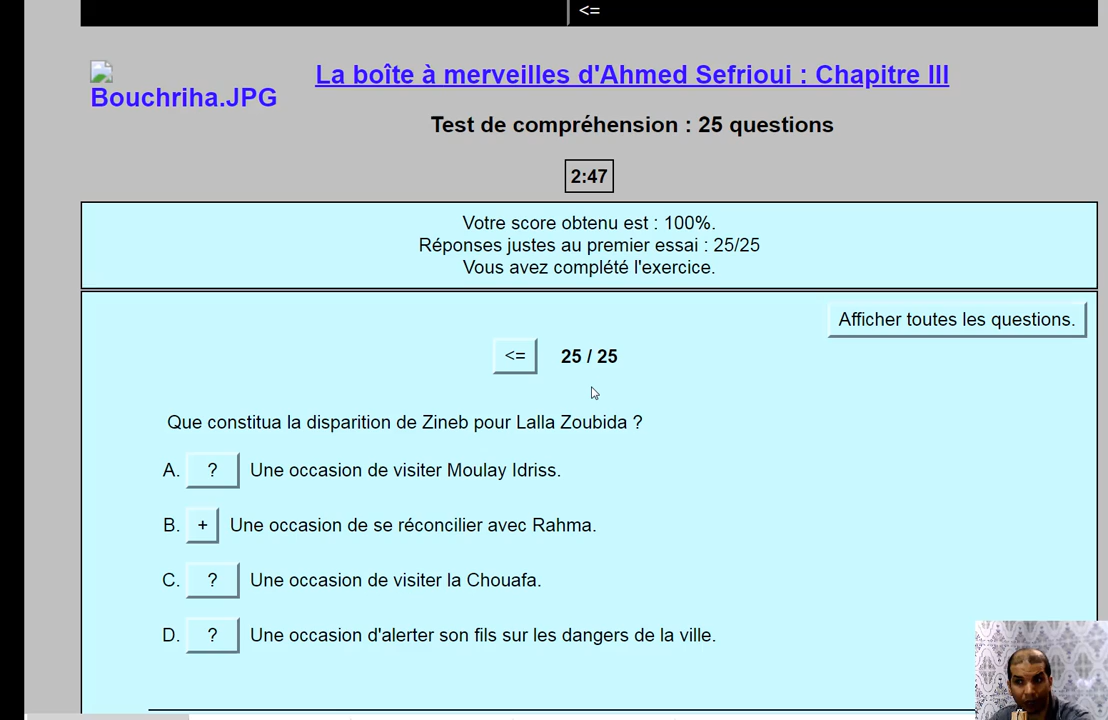 <=
Bouchriha.JPG
La boîte à merveilles d'Ahmed Sefrioui : Chapitre III
Test de compréhension : 25 questions
2:47
Votre score obtenu est : 100%.
Réponses justes au premier essai : 25/25
Vous avez complété l'exercice.
Afficher toutes les questions.
<= 25 / 25
Que constitua la disparition de Zineb pour Lalla Zoubida ?
A. ? Une occasion de visiter Moulay Idriss.
B. + Une occasion de se réconcilier avec Rahma.
C. ? Une occasion de visiter la Chouafa.
D. ? Une occasion d'alerter son fils sur les dangers de la ville.